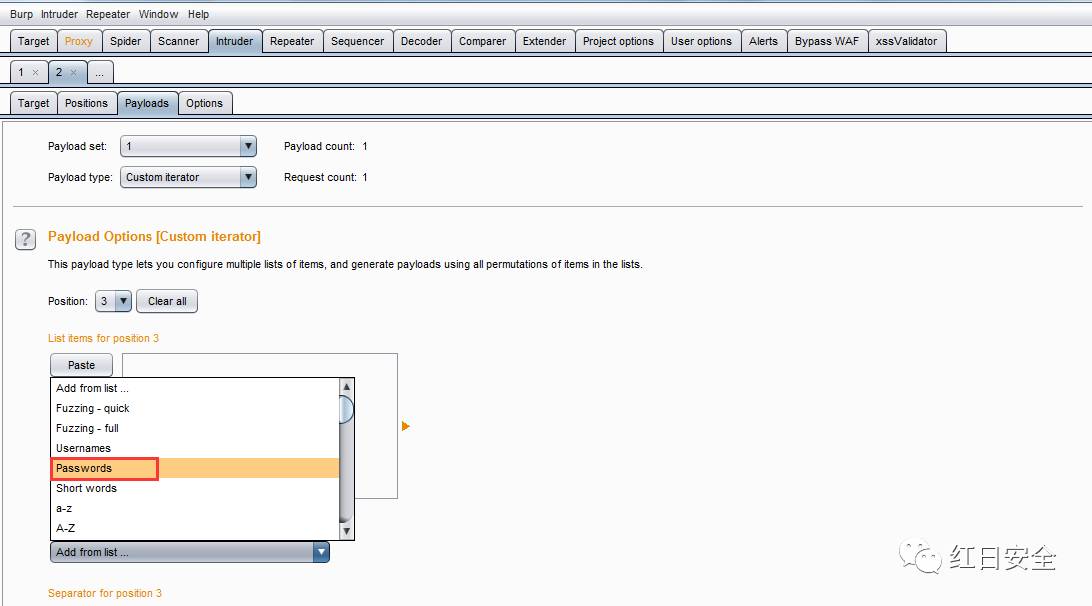 Burp Intruder Repeater Window Help
Target Proxy Spider Scanner Intruder Repeater Sequencer Decoder Comparer Extender Project options User options Alerts Bypass WAF xssValidator
1 × 2 × ...
Target Positions Payloads Options
Payload set: 1 Payload count: 1
Payload type: Custom iterator Request count: 1
? Payload Options [Custom iterator]
This payload type lets you configure multiple lists of items, and generate payloads using all permutations of items in the lists.
Position: 3 Clear all
List items for position 3
Paste
Add from list ...
Fuzzing - quick
Fuzzing - full
Usernames
Passwords
Short words
a-z
A-Z
Add from list ...
红日安全
Separator for position 3